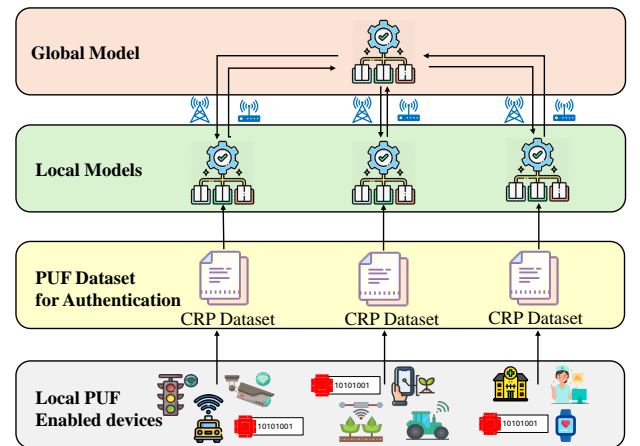 Global Model
Local Models
PUF Dataset
for Authentication
CRP Dataset
CRP Dataset
CRP Dataset
Local PUF
Enabled devices
10101001
10101001
10101001